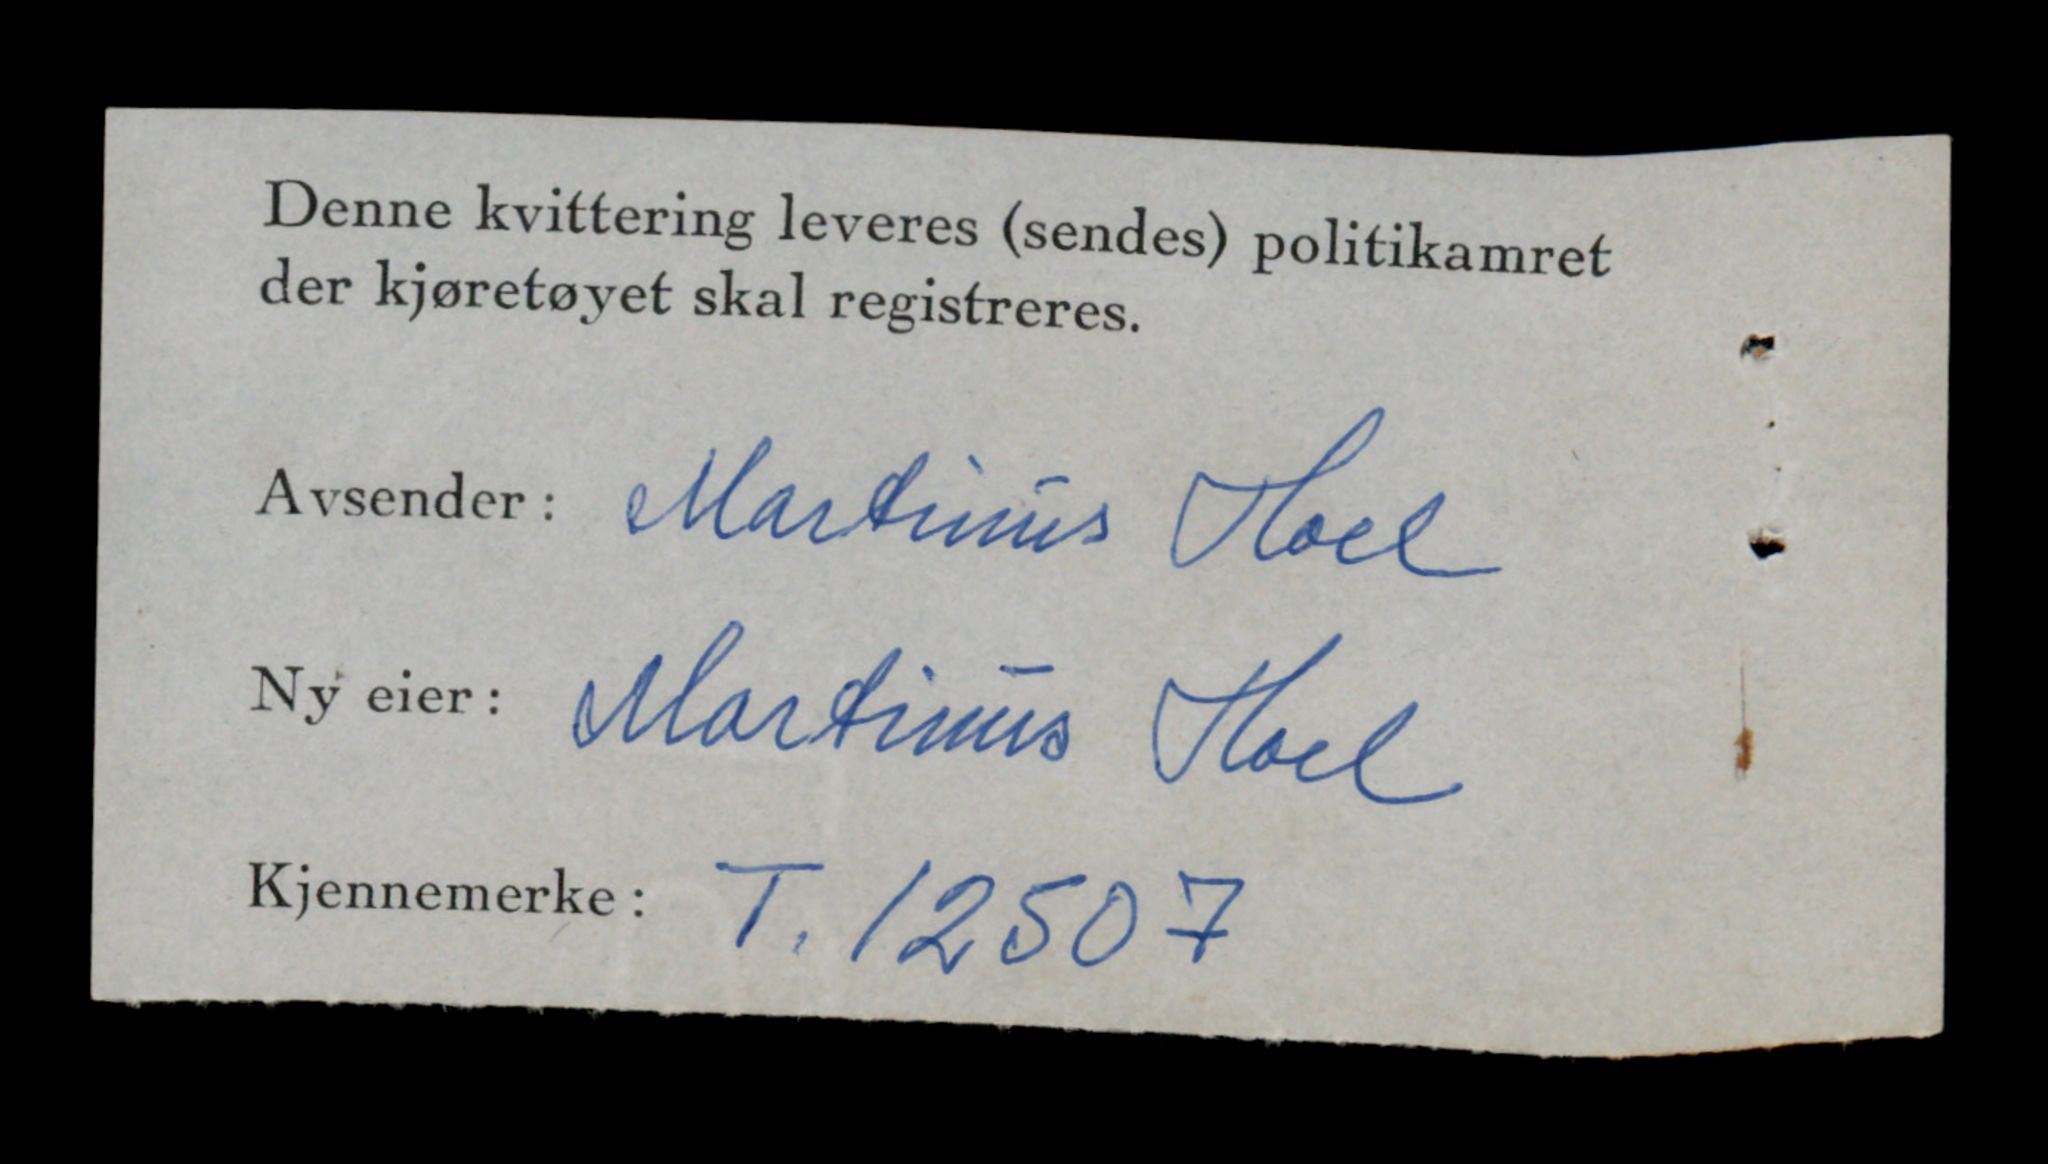 Denne kvittering leveres (sendes) politikamret
der kjøretøyet skal registreres.
Avsender: Martinus Hoel
Ny eier: Martinus Hoel
Kjennemerke: T. 12507